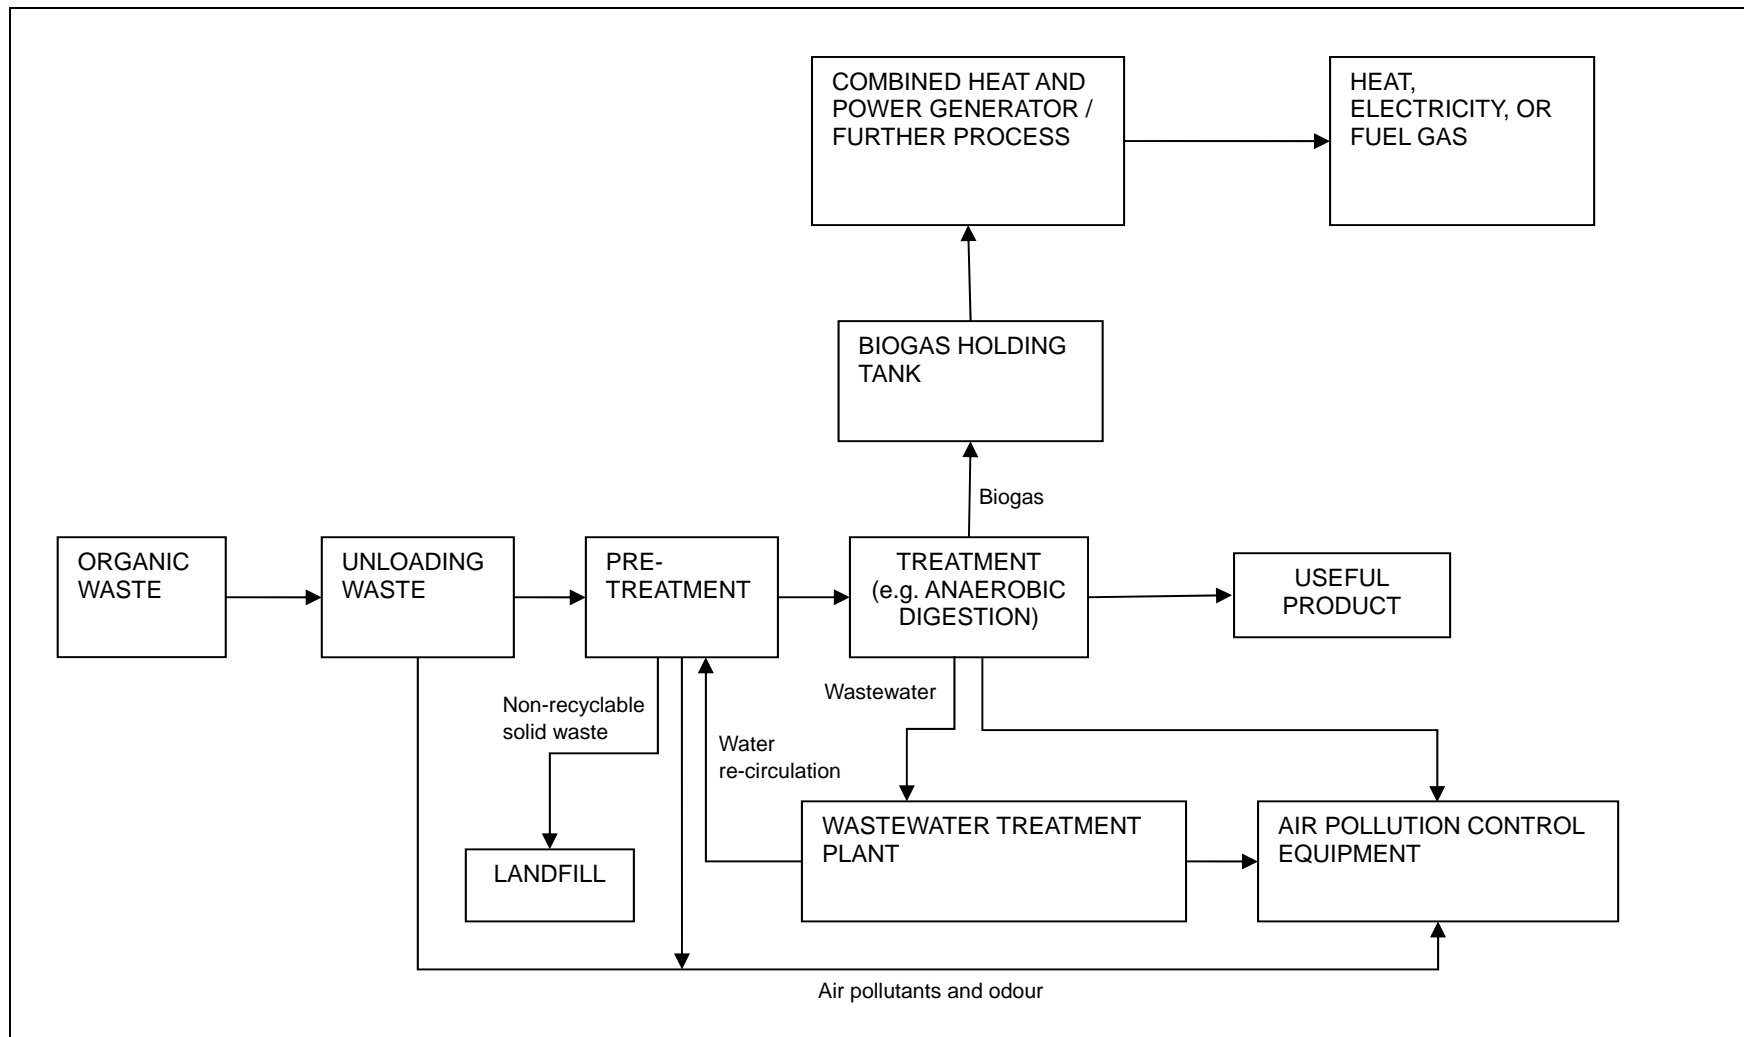 COMBINED HEAT AND
POWER GENERATOR /
FURTHER PROCESS
HEAT,
ELECTRICITY, OR
FUEL GAS
BIOGAS HOLDING
TANK
Biogas
ORGANIC
WASTE
UNLOADING
WASTE
PRE-
TREATMENT
TREATMENT
(e.g. ANAEROBIC
DIGESTION)
USEFUL
PRODUCT
Non-recyclable
solid waste
Wastewater
Water
re-circulation
LANDFILL
WASTEWATER TREATMENT
PLANT
AIR POLLUTION CONTROL
EQUIPMENT
Air pollutants and odour